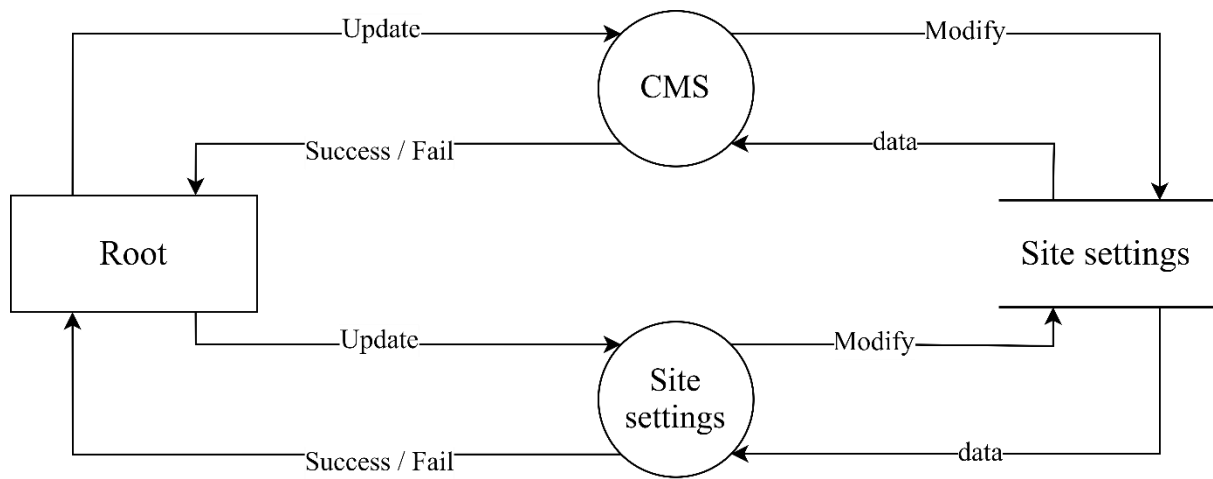 Update
Modify
CMS
Success / Fail
data
Root
Site settings
Update
Modify
Site
settings
Success / Fail
data